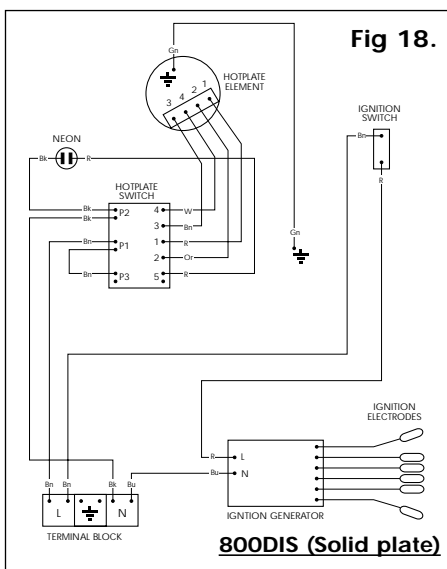 Fig 18.
Gn
HOTPLATE
ELEMENT
1
2
4
3
IGNITION
SWITCH
Bn
R
NEON
Bk
R
HOTPLATE
SWITCH
Bk
P2
4
W
Bk
3
Bn
Bn
P1
1
R
2
Or
Bn
P3
5
R
Gn
IGNITION
ELECTRODES
R
L
Bu
N
IGNITION GENERATOR
Bn
Bn
Bk
Bu
L
N
TERMINAL BLOCK
800DIS (Solid plate)